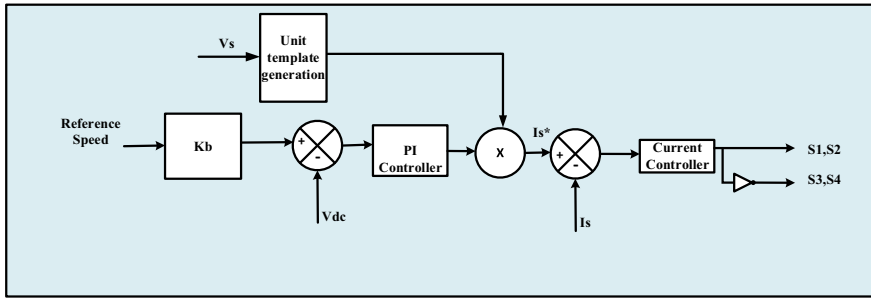 Vs
Unit
template
generation
Reference
Speed
Kb
+
-
Vdc
PI
Controller
X
Is*
+
-
Is
Current
Controller
S1,S2
S3,S4